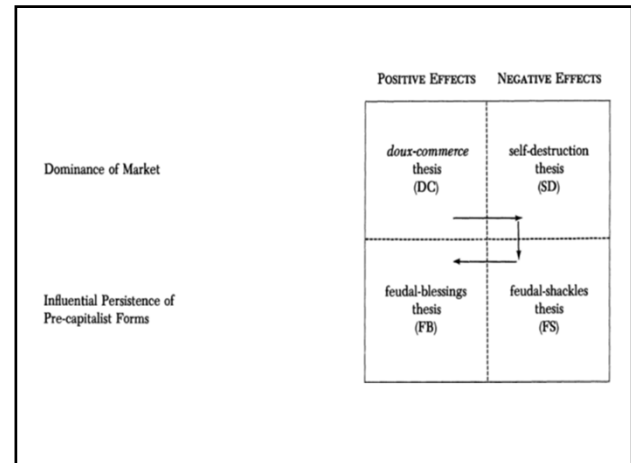 POSITIVE EFFECTS NEGATIVE EFFECTS
Dominance of Market
doux-commerce
thesis
(DC)
self-destruction
thesis
(SD)
Influential Persistence of
Pre-capitalist Forms
feudal-blessings
thesis
(FB)
feudal-shackles
thesis
(FS)